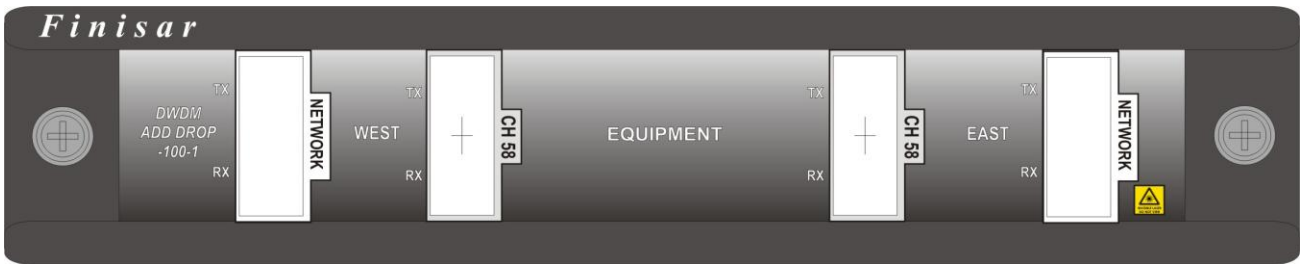 Finisar
DWDM
ADD DROP
-100-1
TX
RX
NETWORK
WEST
TX
RX
CH 58
EQUIPMENT
TX
RX
CH 58
EAST
TX
RX
NETWORK